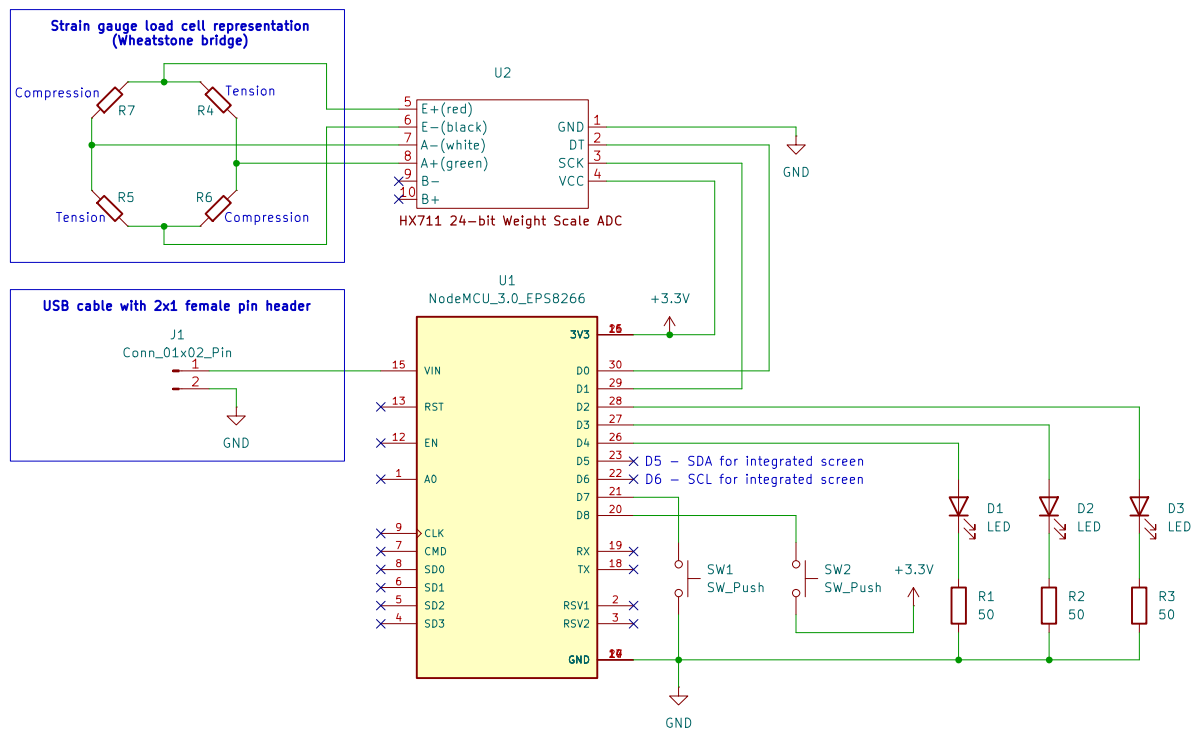 Strain gauge load cell representation
(Wheatstone bridge)
Compression
R7
Tension
R4
R5
Tension
R6
Compression
U2
5 E+(red)
6 E-(black)
7 A-(white)
8 A+(green)
9 B-
10 B+
GND 1
DT 2
SCK 3
VCC 4
HX711 24-bit Weight Scale ADC
GND
USB cable with 2x1 female pin header
J1
Conn_01x02_Pin
1
2
GND
U1
NodeMCU_3.0_EPS8266
15 VIN
13 RST
12 EN
1 A0
9 CLK
7 CMD
8 SD0
6 SD1
5 SD2
4 SD3
3V3
D0 30
D1 29
D2 28
D3 27
D4 26
D5 23
D6 22
D7 21
D8 20
RX 19
TX 18
RSV1 2
RSV2 3
GND
+3.3V
D5 - SDA for integrated screen
D6 - SCL for integrated screen
SW1
SW_Push
SW2
SW_Push
+3.3V
GND
D1
LED
D2
LED
D3
LED
R1
50
R2
50
R3
50